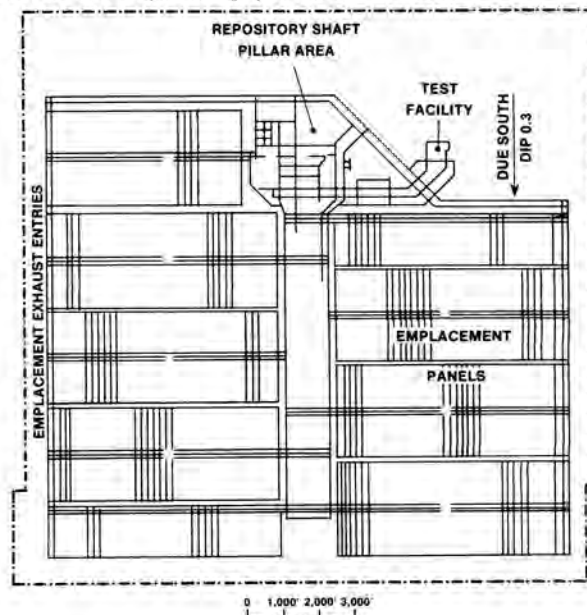 REPOSITORY SHAFT
PILLAR AREA
TEST
FACILITY
DUE SOUTH
DIP 0.3
EMPLACEMENT EXHAUST ENTRIES
EMPLACEMENT
PANELS
0 1,000' 2,000' 3,000'